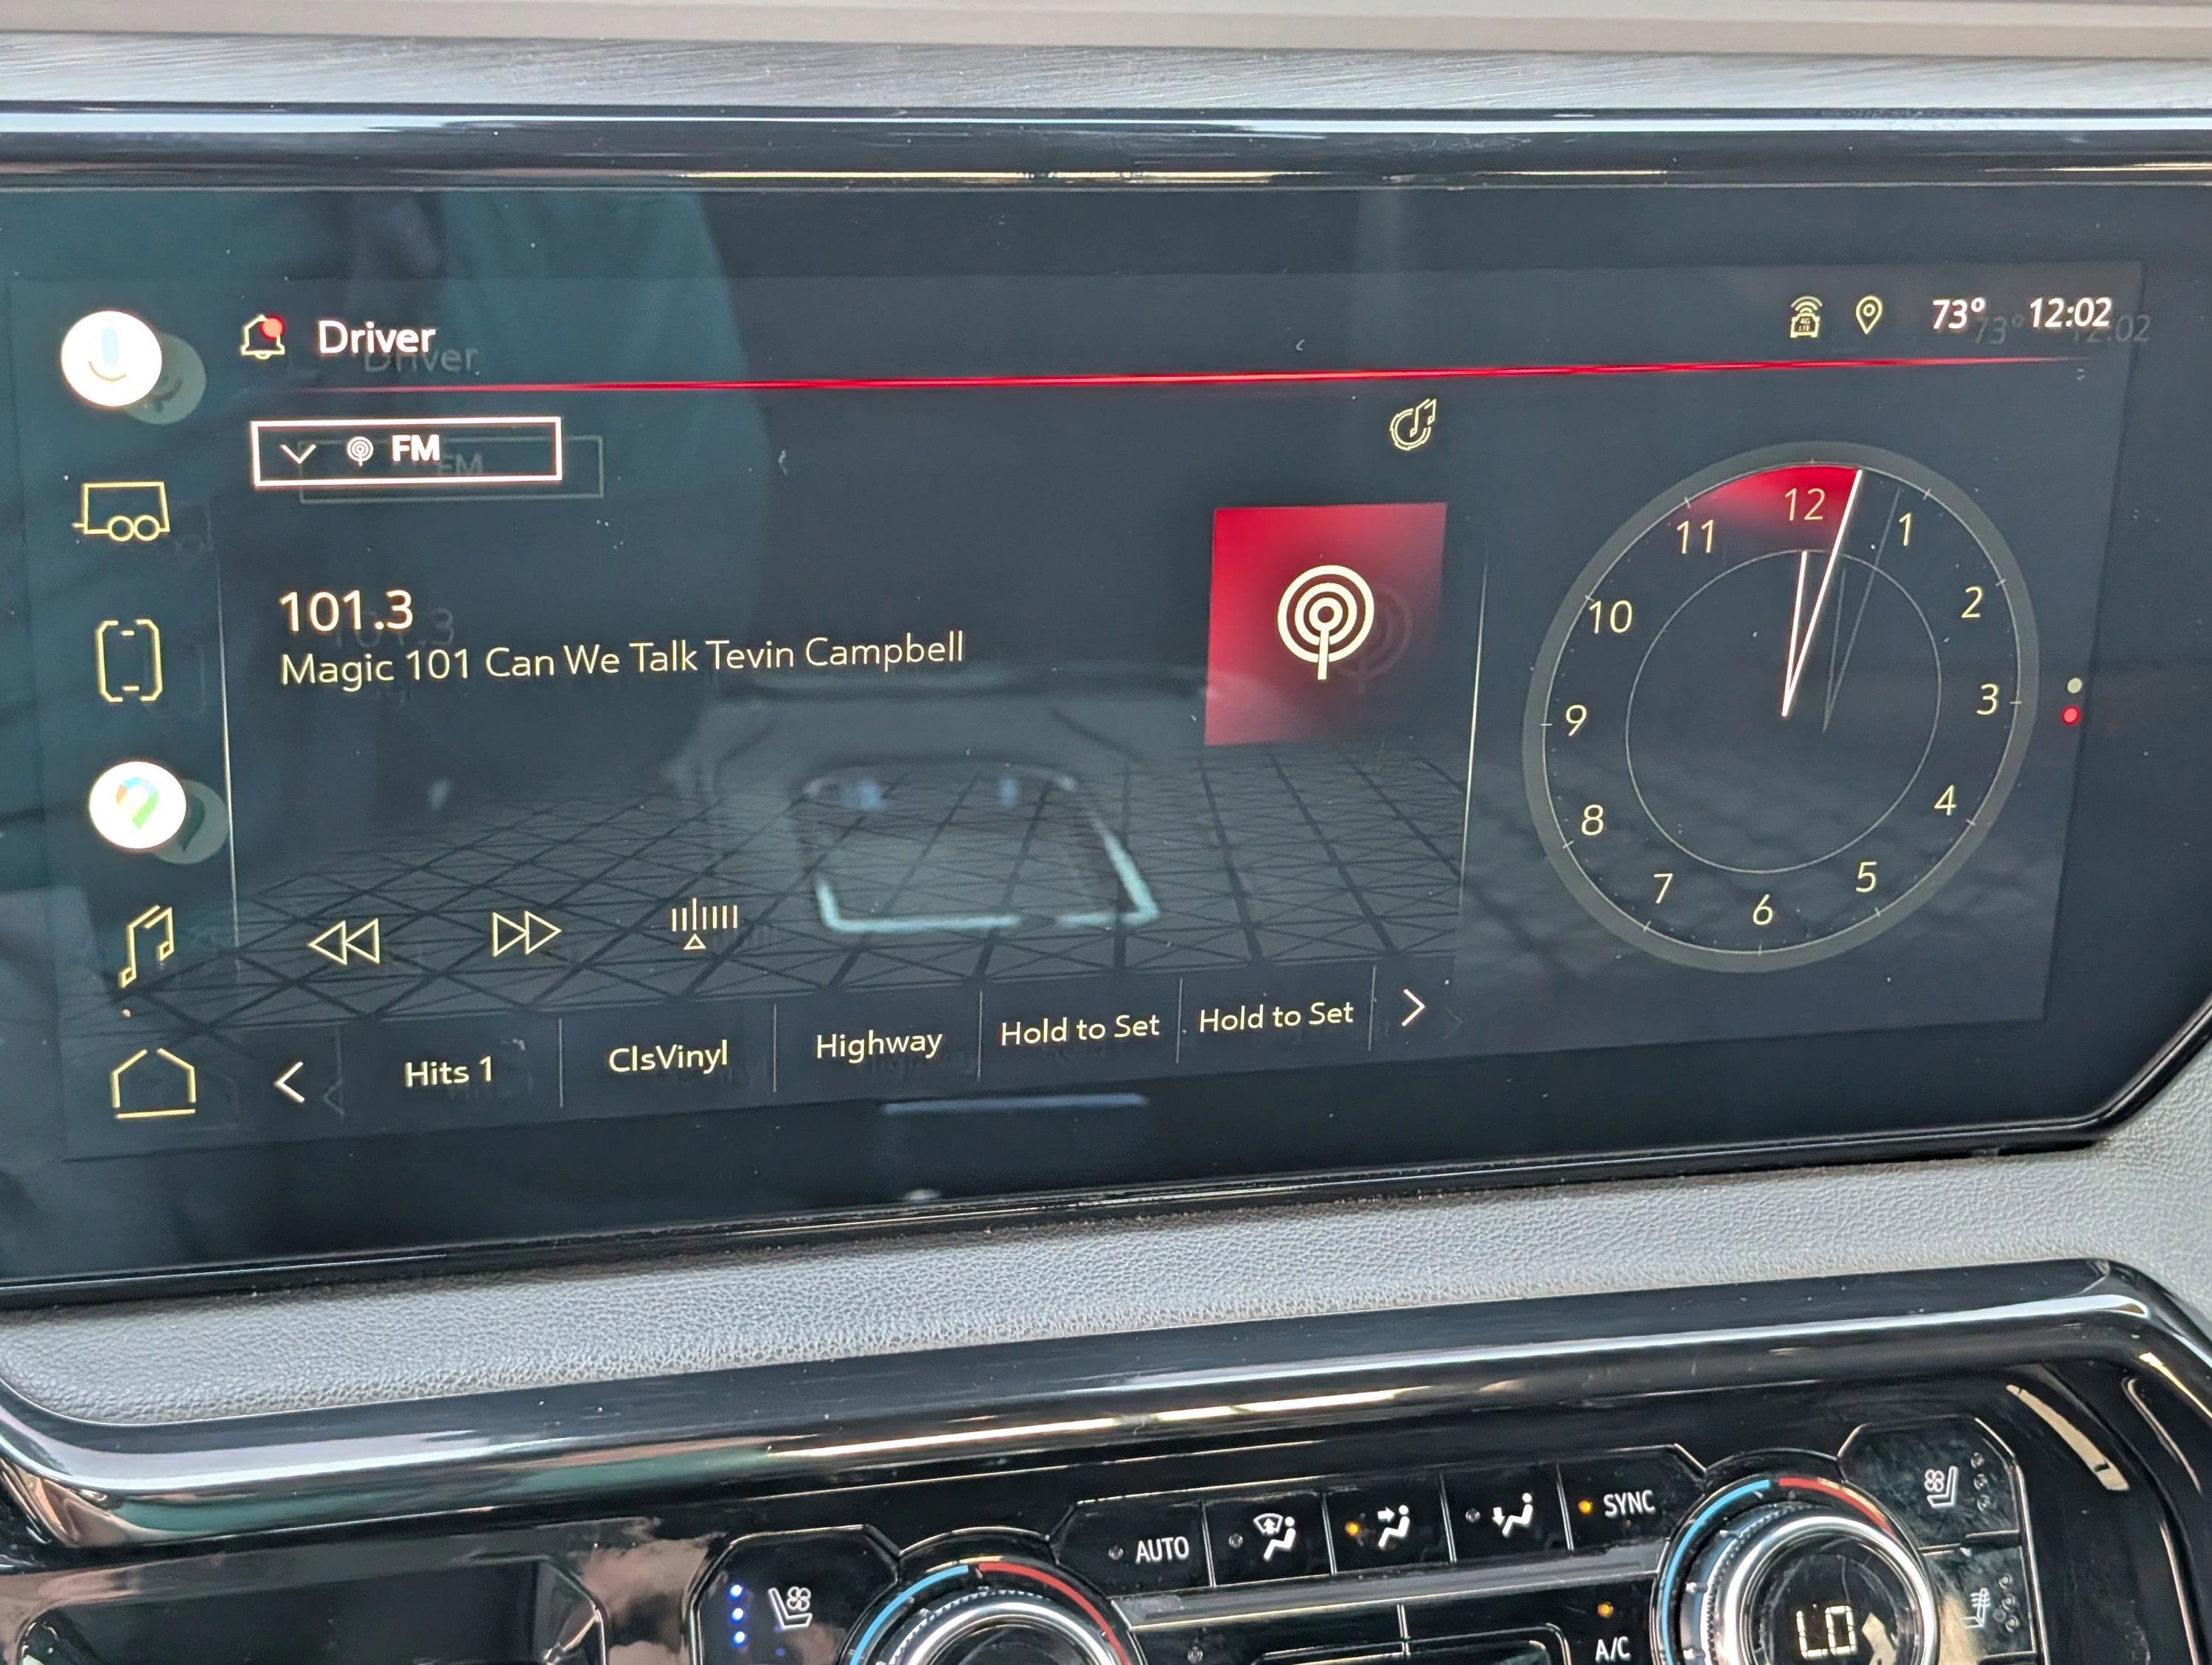 Driver
73° 12:02
FM
101.3
Magic 101 Can We Talk Tevin Campbell
12
1
2
3
4
5
6
7
8
9
10
11
Hits 1
ClsVinyl
Highway
Hold to Set
Hold to Set
AUTO
SYNC
A/C
LO